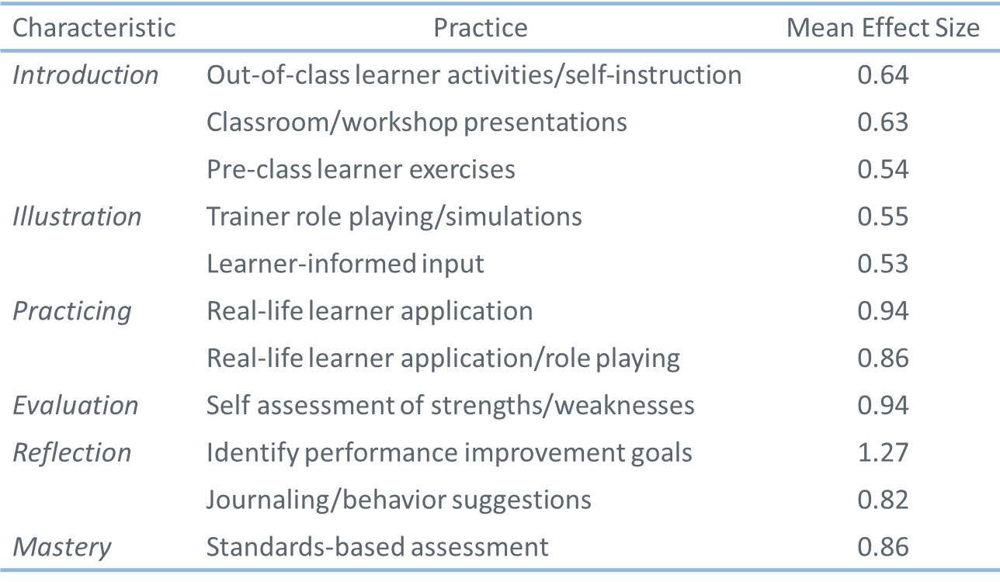 Characteristic Practice Mean Effect Size
Introduction Out-of-class learner activities/self-instruction 0.64
Classroom/workshop presentations 0.63
Pre-class learner exercises 0.54
Illustration Trainer role playing/simulations 0.55
Learner-informed input 0.53
Practicing Real-life learner application 0.94
Real-life learner application/role playing 0.86
Evaluation Self assessment of strengths/weaknesses 0.94
Reflection Identify performance improvement goals 1.27
Journaling/behavior suggestions 0.82
Mastery Standards-based assessment 0.86